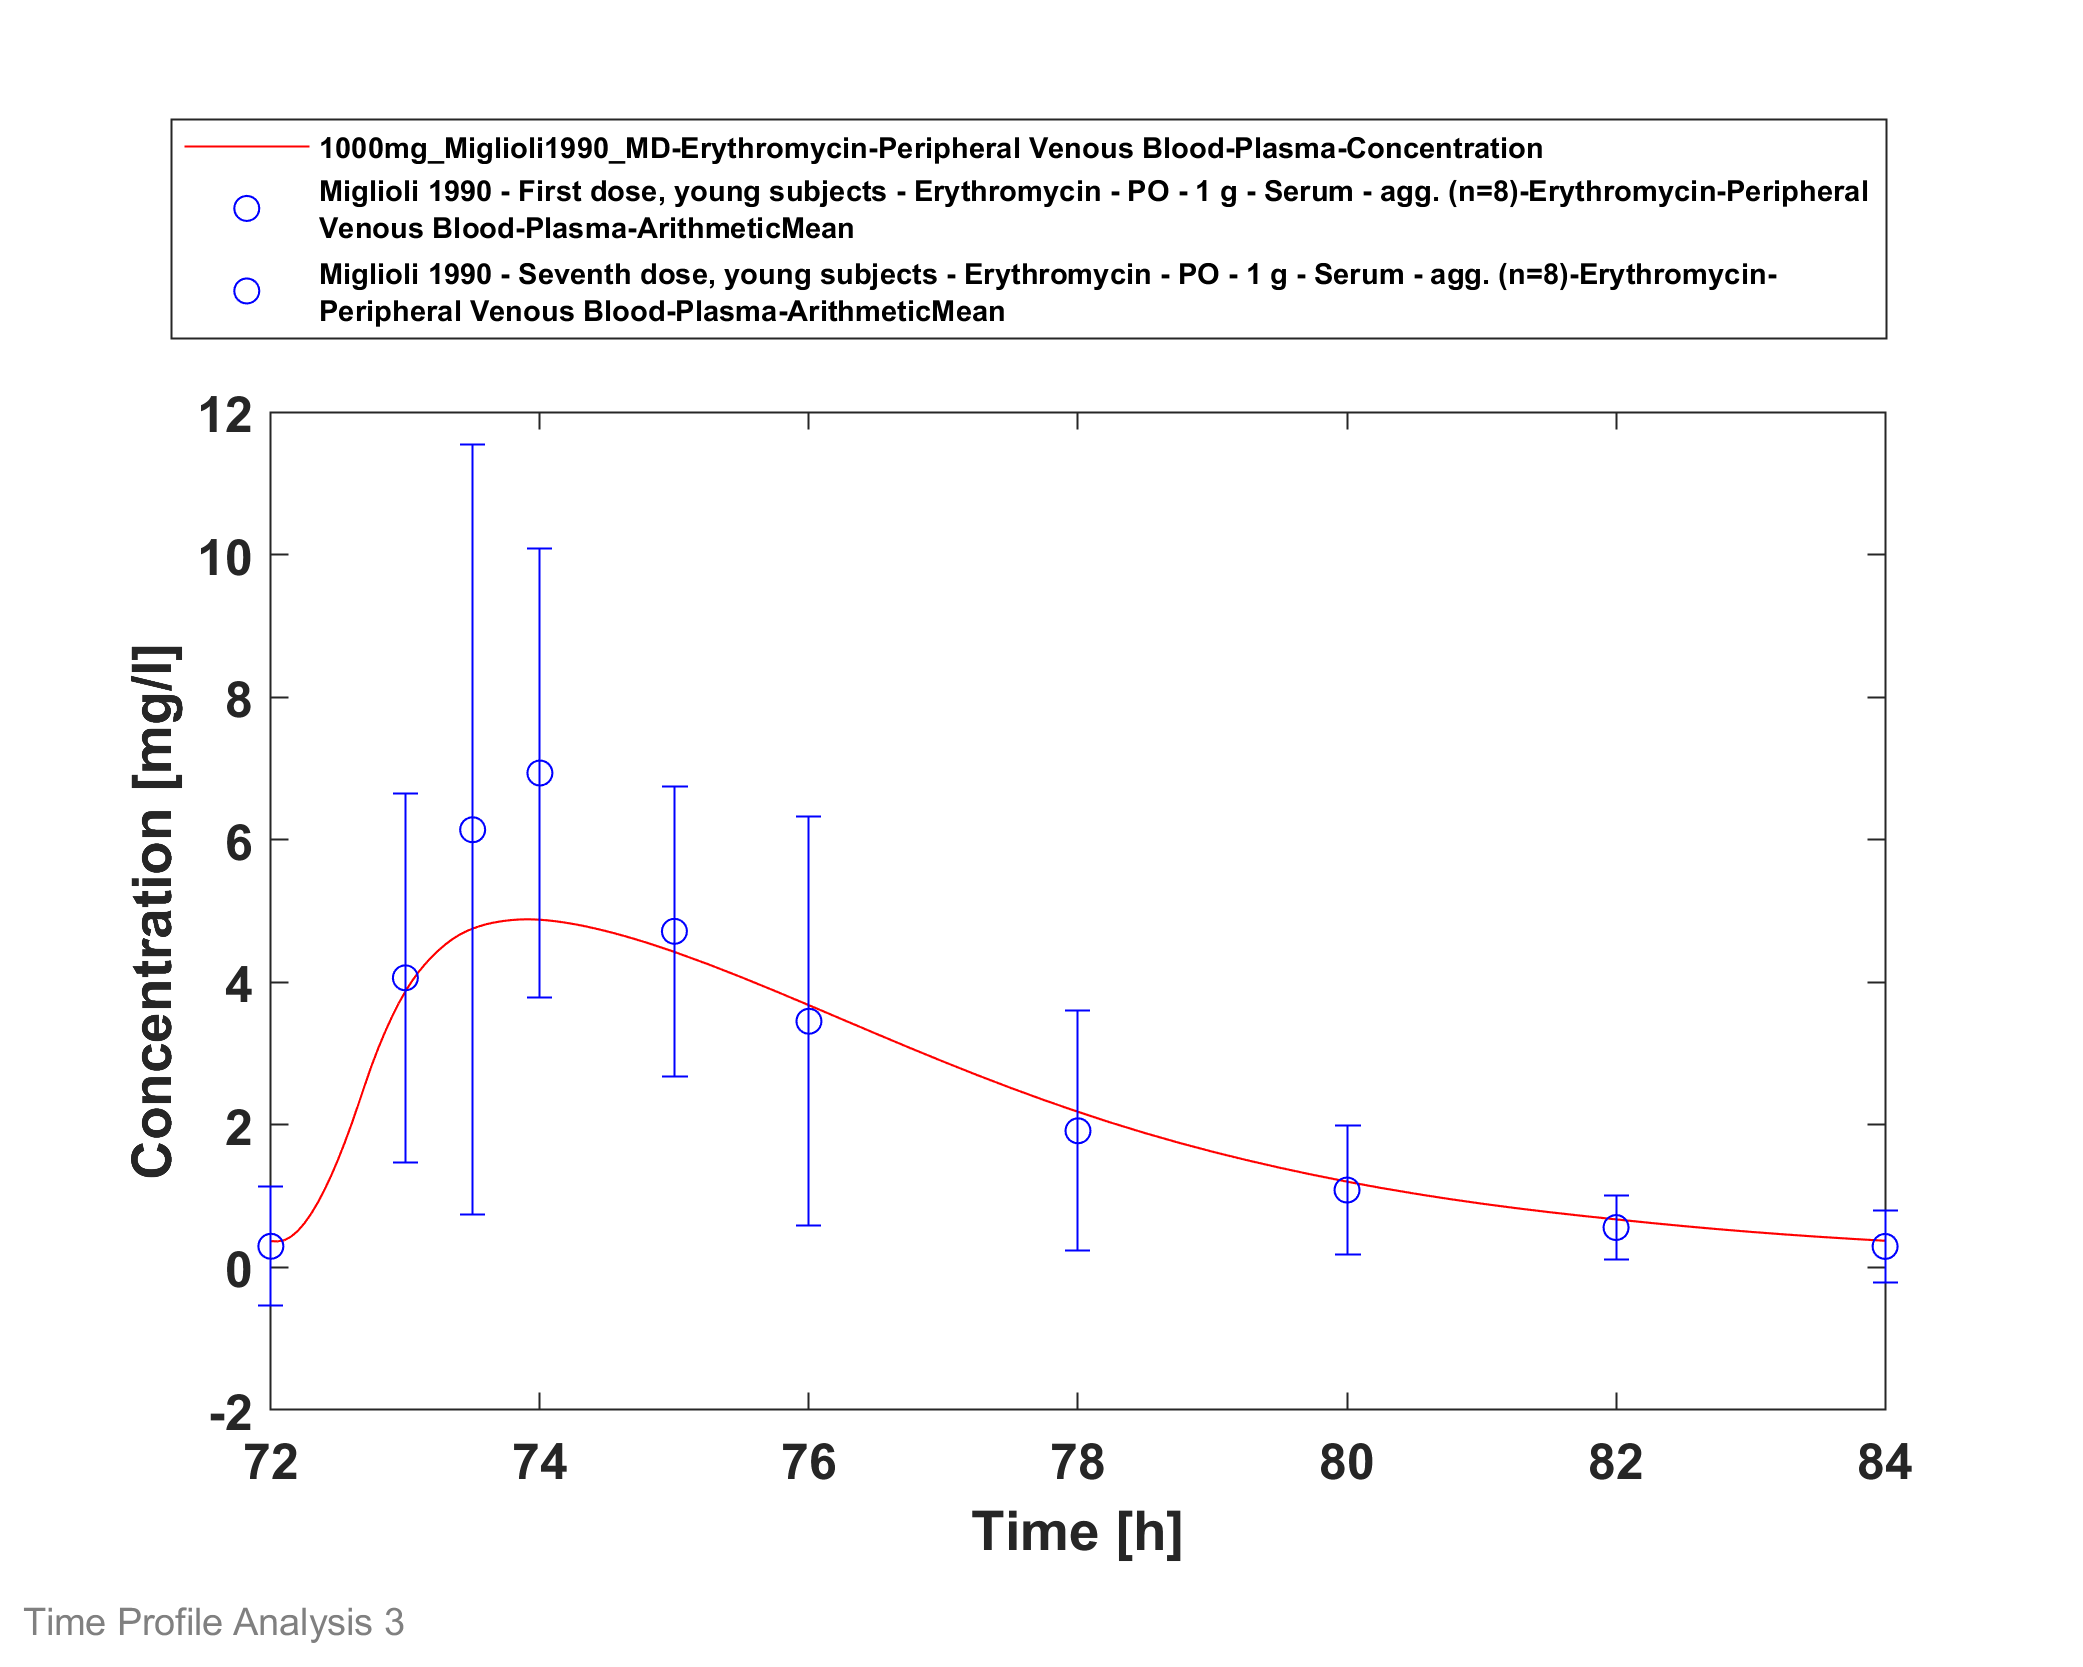 1000mg_Miglioli1990_MD-Erythromycin-Peripheral Venous Blood-Plasma-Concentration
Miglioli 1990 - First dose, young subjects - Erythromycin - PO - 1 g - Serum - agg. (n=8)-Erythromycin-Peripheral
Venous Blood-Plasma-ArithmeticMean
Miglioli 1990 - Seventh dose, young subjects - Erythromycin - PO - 1 g - Serum - agg. (n=8)-Erythromycin-
Peripheral Venous Blood-Plasma-ArithmeticMean
12
10
8
6
4
2
0
-2
Concentration [mg/l]
72 74 76 78 80 82 84
Time [h]
Time Profile Analysis 3